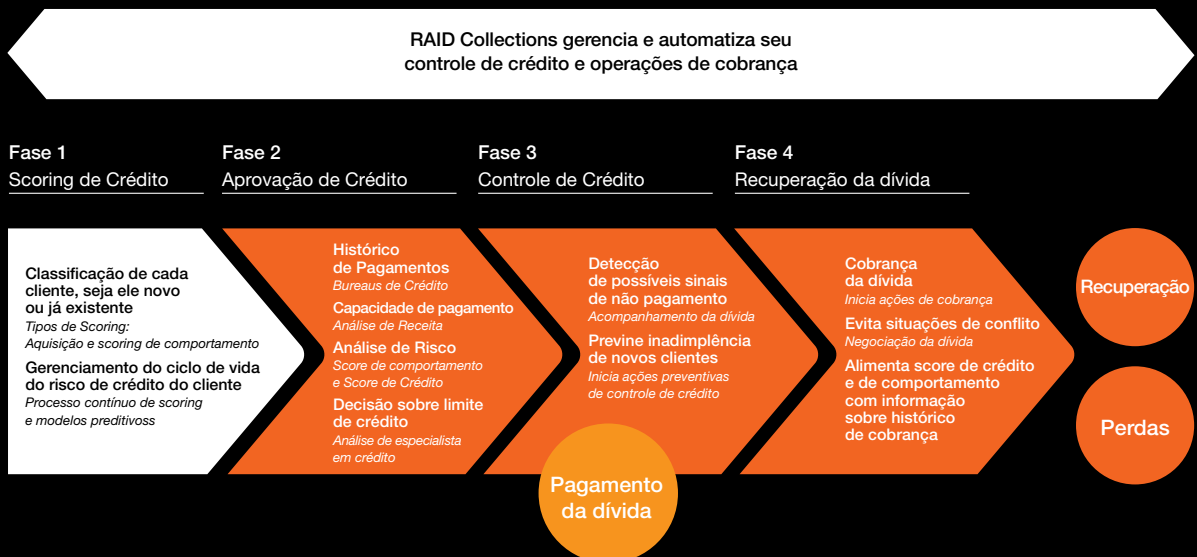 RAID Collections gerencia e automatiza seu
controle de crédito e operações de cobrança
Fase 1
Scoring de Crédito
Fase 2
Aprovação de Crédito
Fase 3
Controle de Crédito
Fase 4
Recuperação da dívida
Classificação de cada
cliente, seja ele novo
ou já existente
Tipos de Scoring:
Aquisição e scoring de comportamento
Gerenciamento do ciclo de vida
do risco de crédito do cliente
Processo contínuo de scoring
e modelos preditivoss
Histórico
de Pagamentos
Bureaus de Crédito
Capacidade de pagamento
Análise de Receita
Análise de Risco
Score de comportamento
e Score de Crédito
Decisão sobre limite
de crédito
Análise de especialista
em crédito
Detecção
de possíveis sinais
de não pagamento
Acompanhamento da dívida
Previne inadimplência
de novos clientes
Inicia ações preventivas
de controle de crédito
Pagamento
da dívida
Cobrança
da dívida
Inicia ações de cobrança
Evita situações de conflito
Negociação da dívida
Alimenta score de crédito
e de comportamento
com informação
sobre histórico
de cobrança
Recuperação
Perdas